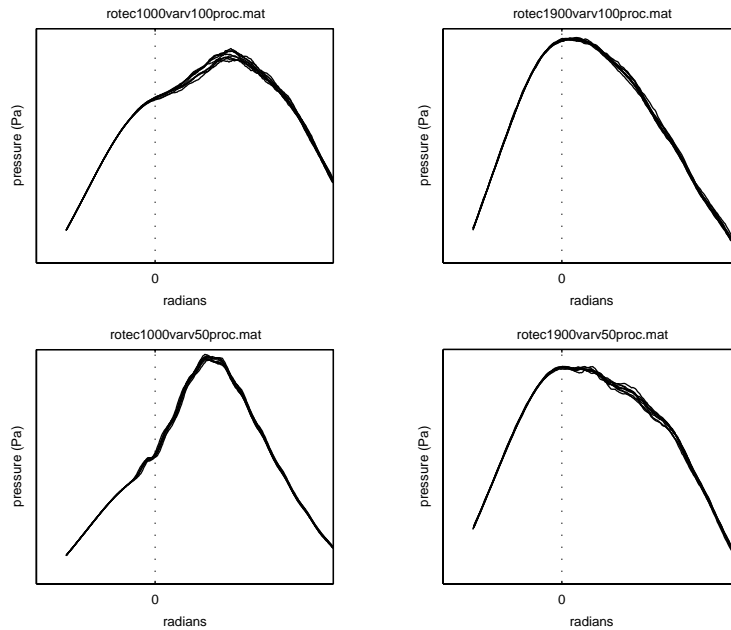 rotec1000varv100proc.mat
pressure (Pa)
0
radians
rotec1900varv100proc.mat
pressure (Pa)
0
radians
rotec1000varv50proc.mat
pressure (Pa)
0
radians
rotec1900varv50proc.mat
pressure (Pa)
0
radians